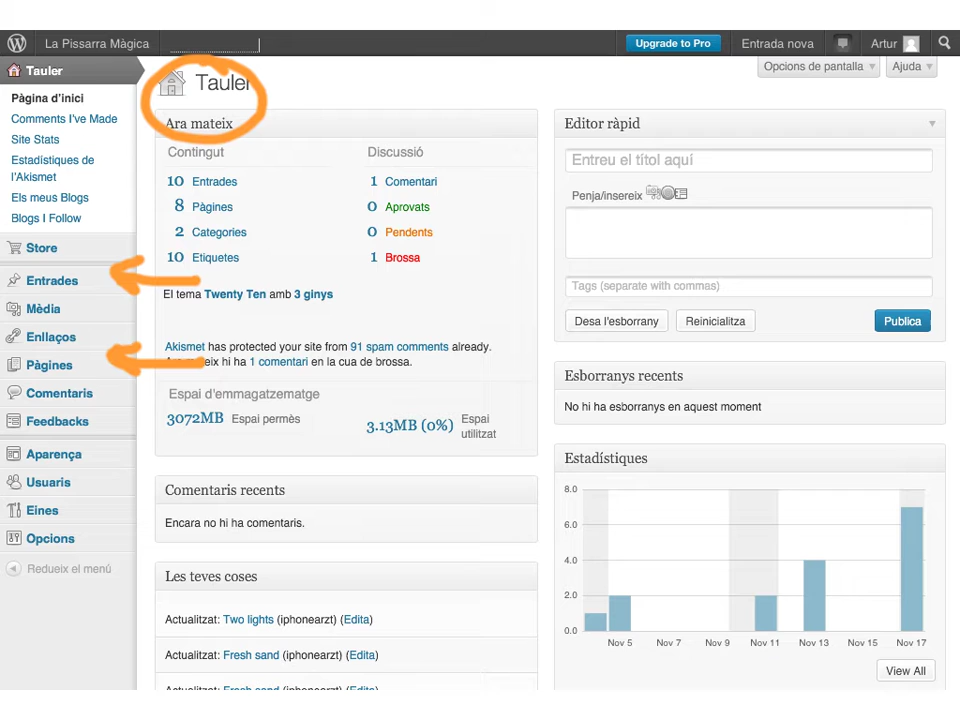 La Pissarra Màgica
Upgrade to Pro
Entrada nova
Artur
Tauler
Pàgina d'inici
Comments I've Made
Site Stats
Estadístiques de
l'Akismet
Els meus Blogs
Blogs I Follow
Store
Entrades
Mèdia
Enllaços
Pàgines
Comentaris
Feedbacks
Aparença
Usuaris
Eines
Opcions
Redueix el menú
Opcions de pantalla
Ajuda
Tauler
Ara mateix
Contingut
Discussió
10 Entrades
1 Comentari
8 Pàgines
0 Aprovats
2 Categories
0 Pendents
10 Etiquetes
1 Brossa
El tema Twenty Ten amb 3 ginys
Akismet has protected your site from 91 spam comments already.
hi ha 1 comentari en la cua de brossa.
Espai d'emmagatzematge
3072MB Espai permès
3.13MB (0%) Espai
utilitzat
Comentaris recents
Encara no hi ha comentaris.
Les teves coses
Actualitzat: Two lights (iphonearzt) (Edita)
Actualitzat: Fresh sand (iphonearzt) (Edita)
Actualitzat: Fresh sand (iphonearzt) (Edita)
Editor ràpid
Entreu el títol aquí
Penja/insereix
Tags (separate with commas)
Desa l'esborrany
Reinicialitza
Publica
Esborranys recents
No hi ha esborranys en aquest moment
Estadístiques
8.0
6.0
4.0
2.0
0.0
Nov 5 Nov 7 Nov 9 Nov 11 Nov 13 Nov 15 Nov 17
View All